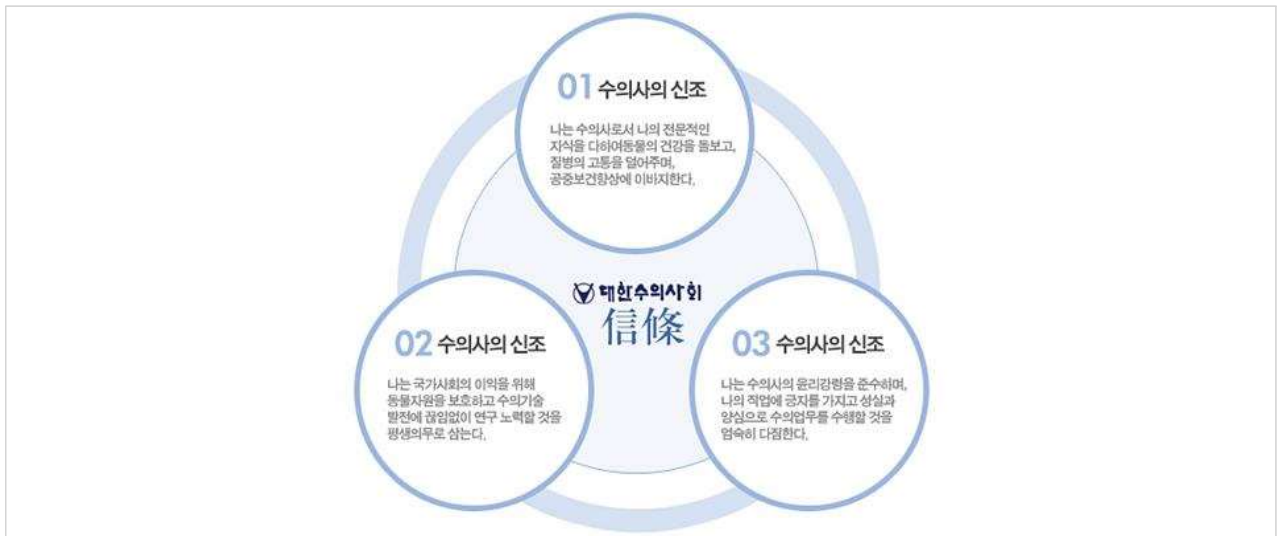 01 수의사의 신조
나는 수의사로서 나의 전문적인
지식을 다하여동물의 건강을 돌보고,
질병의 고통을 덜어주며,
공중보건향상에 이바지한다.
대한수의사회
信條
02 수의사의 신조
나는 국가사회의 이익을 위해
동물자원을 보호하고 수의기술
발전에 끊임없이 연구 노력할 것을
평생의무로 삼는다.
03 수의사의 신조
나는 수의사의 윤리강령을 준수하며,
나의 직업에 긍지를 가지고 성실과
양심으로 수의업무를 수행할 것을
엄숙히 다짐한다.